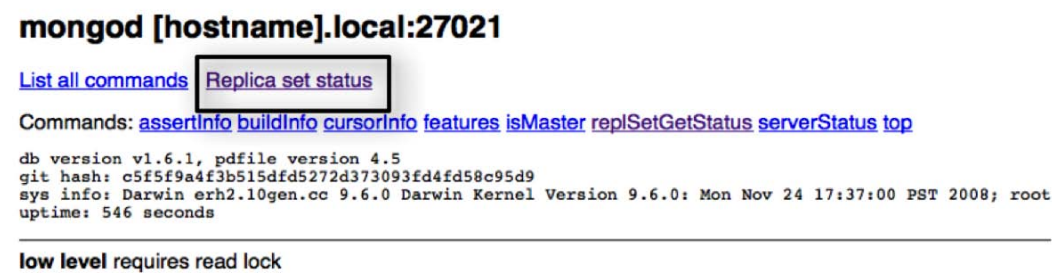 mongod [hostname].local:27021
List all commands Replica set status
Commands: assertInfo buildInfo cursorInfo features isMaster replSetGetStatus serverStatus top
db version v1.6.1, pdfile version 4.5
git hash: c5f5f9a4f3b515dfd5272d373093fd4fd58c95d9
sys info: Darwin erh2.10gen.cc 9.6.0 Darwin Kernel Version 9.6.0: Mon Nov 24 17:37:00 PST 2008; root
uptime: 546 seconds
low level requires read lock